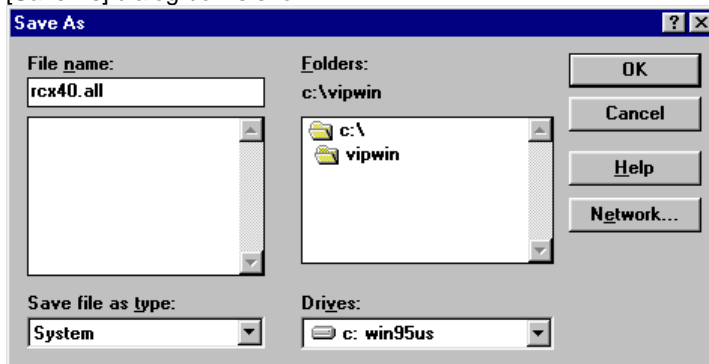 Save As
File name:
rcx40.all
Folders:
c:\vipwin
c:\
vipwin
OK
Cancel
Help
Network...
Save file as type:
System
Drives:
c: win95us